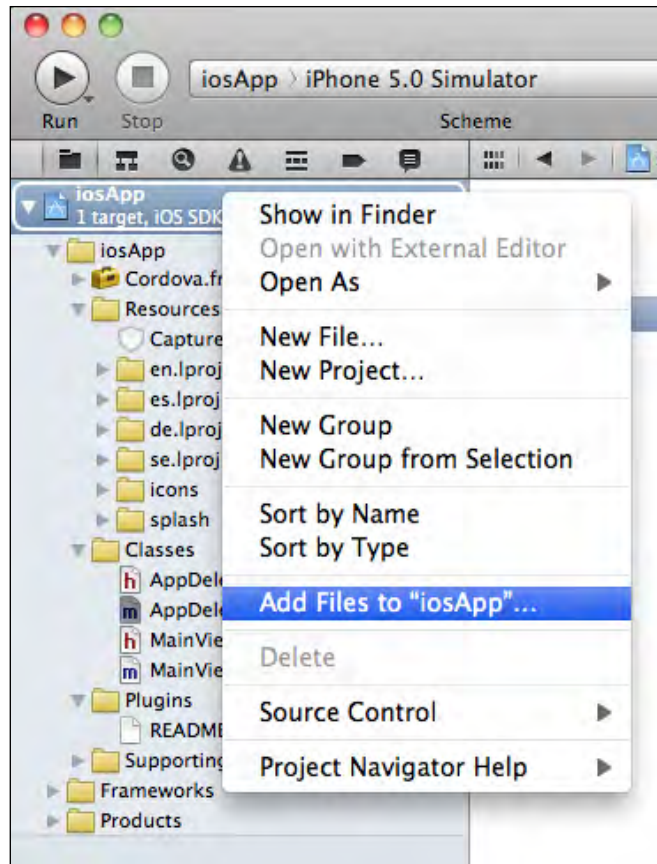 iosApp › iPhone 5.0 Simulator
Run Stop Scheme
iosApp
1 target, iOS SDK
iosApp
Cordova.fr
Resources
Capture
en.lproj
es.lproj
de.lproj
se.lproj
icons
splash
Classes
h AppDele
m AppDele
h MainVie
m MainVie
Plugins
README
Supporting
Frameworks
Products
Show in Finder
Open with External Editor
Open As
New File...
New Project...
New Group
New Group from Selection
Sort by Name
Sort by Type
Add Files to “iosApp”...
Delete
Source Control
Project Navigator Help